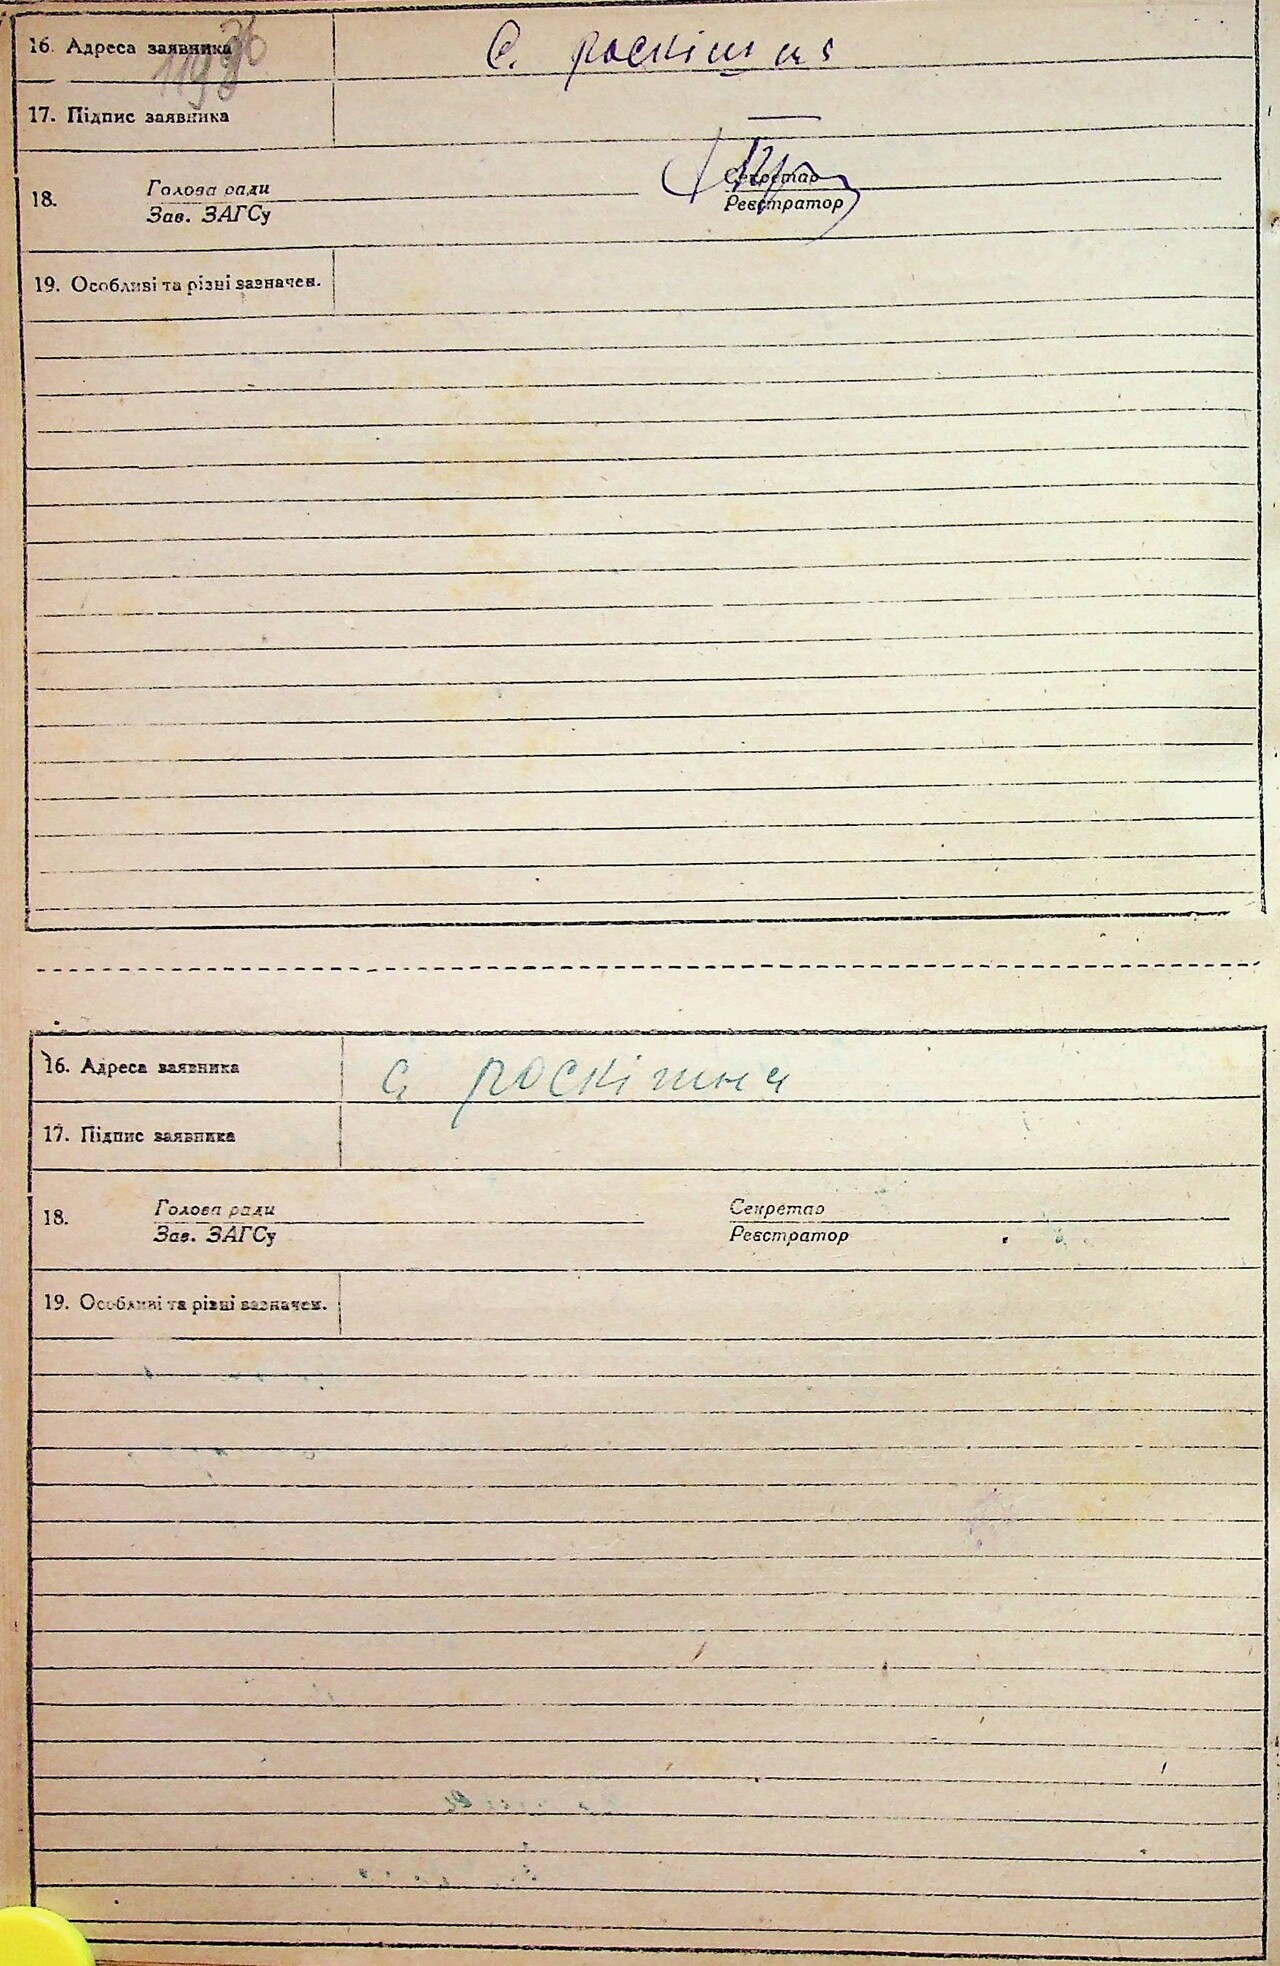 16. Адреса заявника С. роскішна
17. Підпис заявника —
18. Голова ради Секретар
Зав. ЗАГСу Реєстратор
19. Особливі та різні зазначен.
16. Адреса заявника С. роскішна
17. Підпис заявника
18. Голова ради Секретар
Зав. ЗАГСу Реєстратор
19. Особливі та різні зазначен.